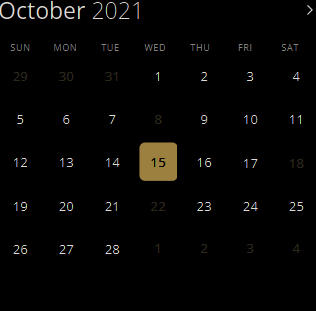 October 2021
SUN MON TUE WED THU FRI SAT
29 30 31 1 2 3 4
5 6 7 8 9 10 11
12 13 14 15 16 17 18
19 20 21 22 23 24 25
26 27 28 1 2 3 4